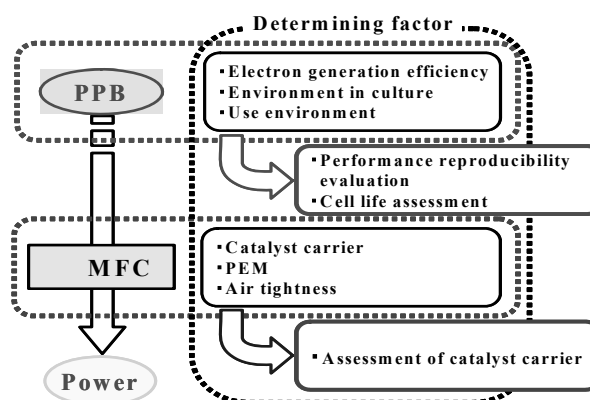 Determining factor
PPB
▪Electron generation efficiency
▪Environment in culture
▪Use environment
▪Performance reproducibility
evaluation
▪Cell life assessment
MFC
▪Catalyst carrier
▪PEM
▪Air tightness
▪Assessment of catalyst carrier
Power